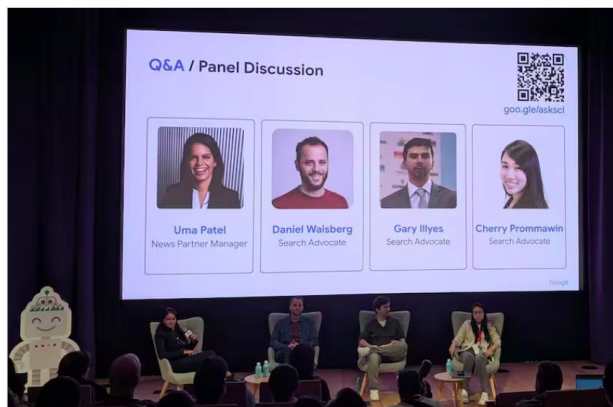 Q&A / Panel Discussion
goo.gle/askscl
Uma Patel
News Partner Manager
Daniel Waisberg
Search Advocate
Gary Illyes
Search Advocate
Cherry Prommawin
Search Advocate
Google